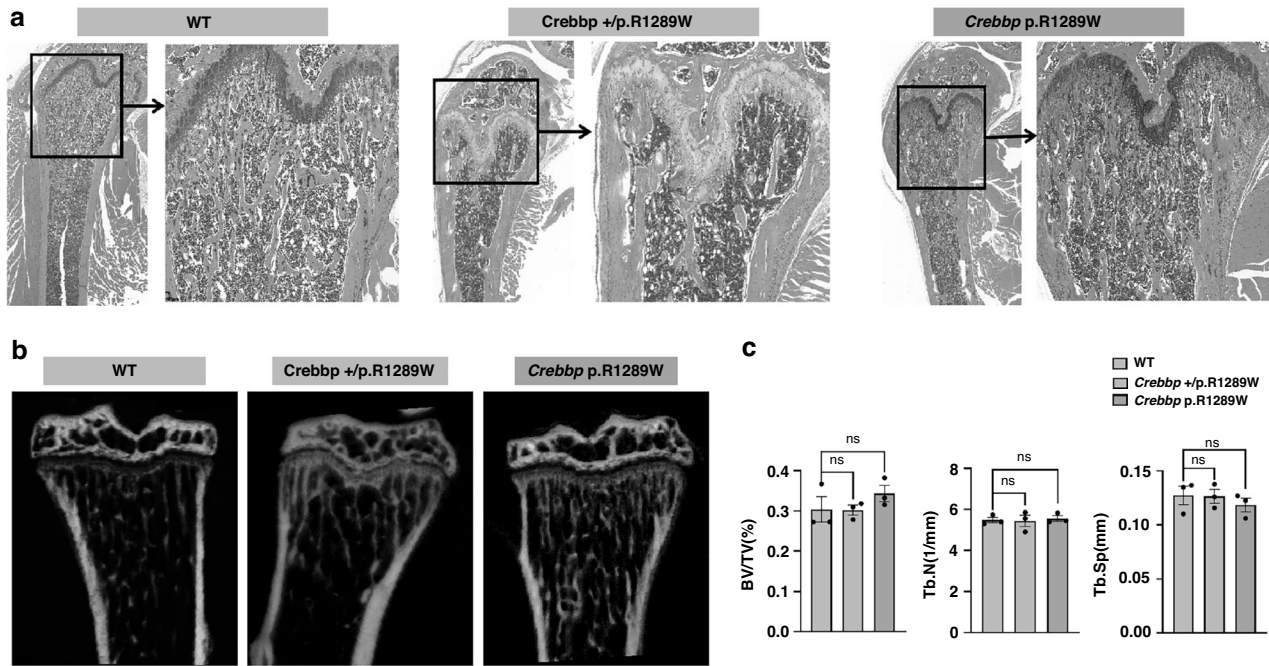 a
WT
Crebbp +/p.R1289W
Crebbp p.R1289W
b
WT
Crebbp +/p.R1289W
Crebbp p.R1289W
c
WT
Crebbp +/p.R1289W
Crebbp p.R1289W
BV/TV(%)
0.4
0.3
0.2
0.1
0.0
ns
ns
Tb.N(1/mm)
8
6
4
2
0
ns
ns
Tb.Sp(mm)
0.15
0.10
0.05
0.00
ns
ns